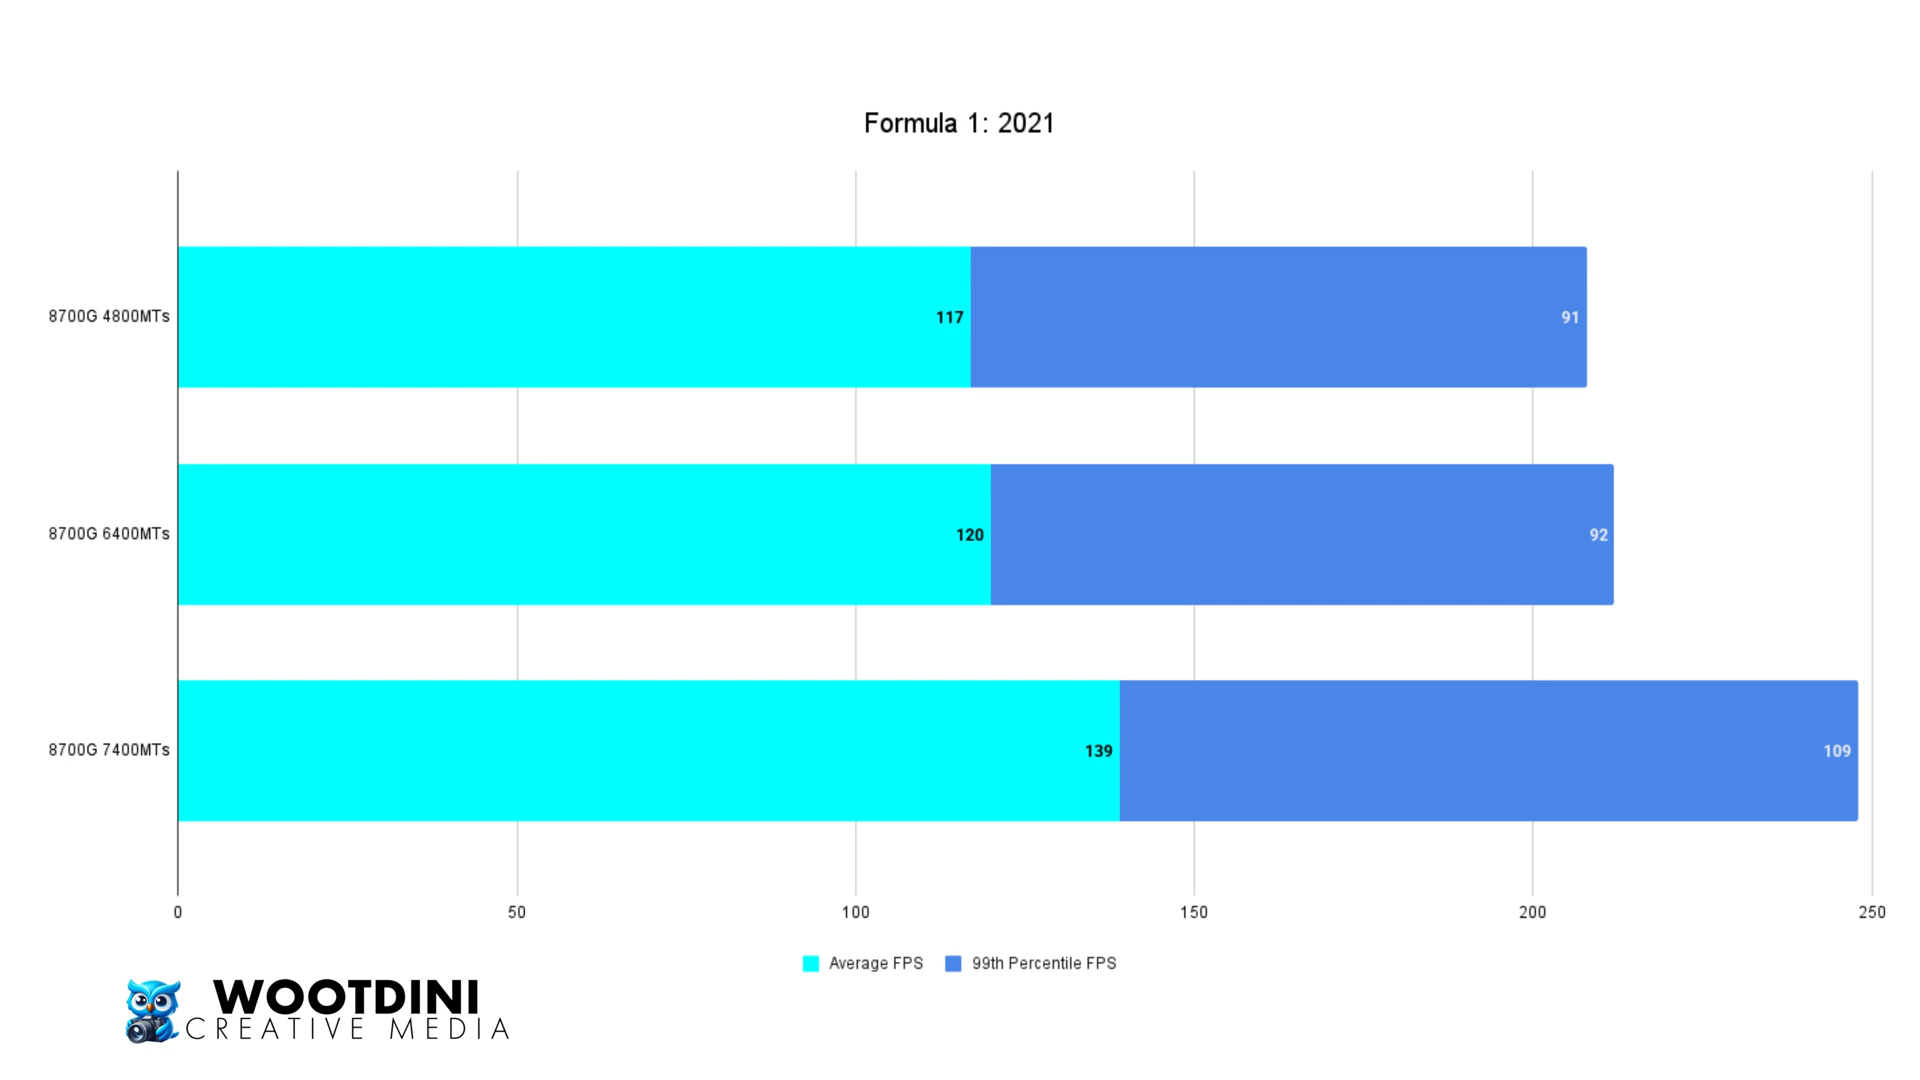 Formula 1: 2021
8700G 4800MTs
117
91
8700G 6400MTs
120
92
8700G 7400MTs
139
109
0 50 100 150 200 250
Average FPS 99th Percentile FPS
WOOTDINI
CREATIVE MEDIA